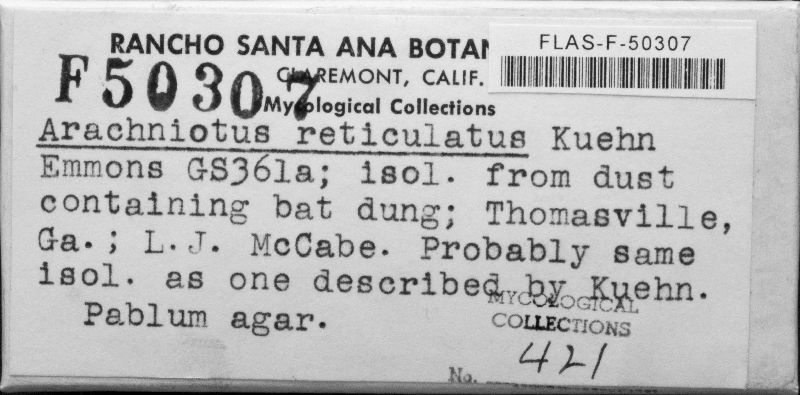 RANCHO SANTA ANA BOTAN
FLAS-F-50307
F50307
CLAREMONT, CALIF.
Mycological Collections
Arachniotus reticulatus Kuehn
Emmons GS361a; isol. from dust
containing bat dung; Thomasville,
Ga.; L.J. McCabe. Probably same
isol. as one described by Kuehn.
Pablum agar.
MYCOLOGICAL
COLLECTIONS
421
No.